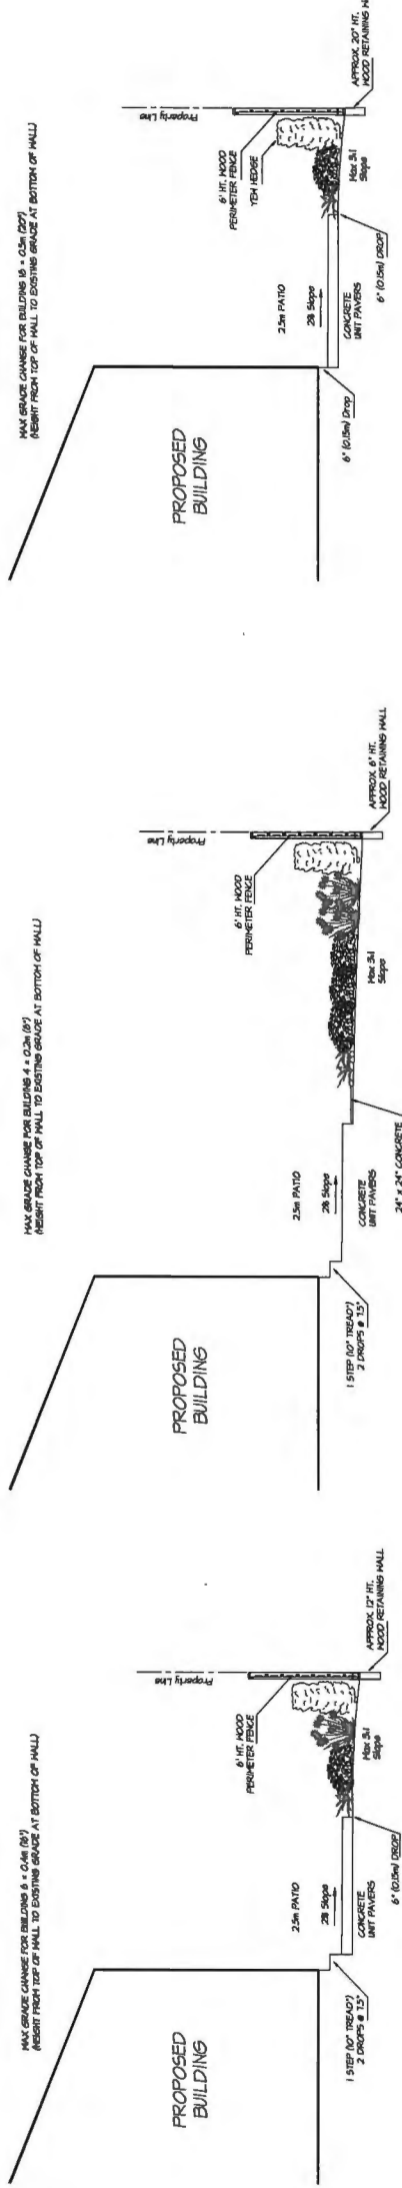 MAX GRADE CHANGE FOR BUILDING 6 = 0.4m (16")
(HEIGHT FROM TOP OF WALL TO EXISTING GRADE AT BOTTOM OF WALL)
PROPOSED
BUILDING
Property Line
6' HT. WOOD
PERIMETER FENCE
2.5m PATIO
2% Slope
CONCRETE
UNIT PAVERS
Max 3:1
Slope
APPROX. 12" HT.
WOOD RETAINING WALL
1 STEP (10" TREAD)
2 DROPS @ 7.5"
6" (0.15m) DROP
MAX GRADE CHANGE FOR BUILDING 4 = 0.2m (8")
(HEIGHT FROM TOP OF WALL TO EXISTING GRADE AT BOTTOM OF WALL)
PROPOSED
BUILDING
Property Line
6' HT. WOOD
PERIMETER FENCE
2.5m PATIO
2% Slope
CONCRETE
UNIT PAVERS
Max 3:1
Slope
APPROX. 6" HT.
WOOD RETAINING WALL
1 STEP (10" TREAD)
2 DROPS @ 7.5"
24" x 24" CONCRETE
MAX GRADE CHANGE FOR BUILDING 16 = 0.5m (20")
(HEIGHT FROM TOP OF WALL TO EXISTING GRADE AT BOTTOM OF WALL)
PROPOSED
BUILDING
Property Line
6' HT. WOOD
PERIMETER FENCE
YEW HEDGE
2.5m PATIO
2% Slope
CONCRETE
UNIT PAVERS
Max 3:1
Slope
APPROX. 20" HT.
WOOD RETAINING
6" (0.15m) Drop
6" (0.15m) DROP